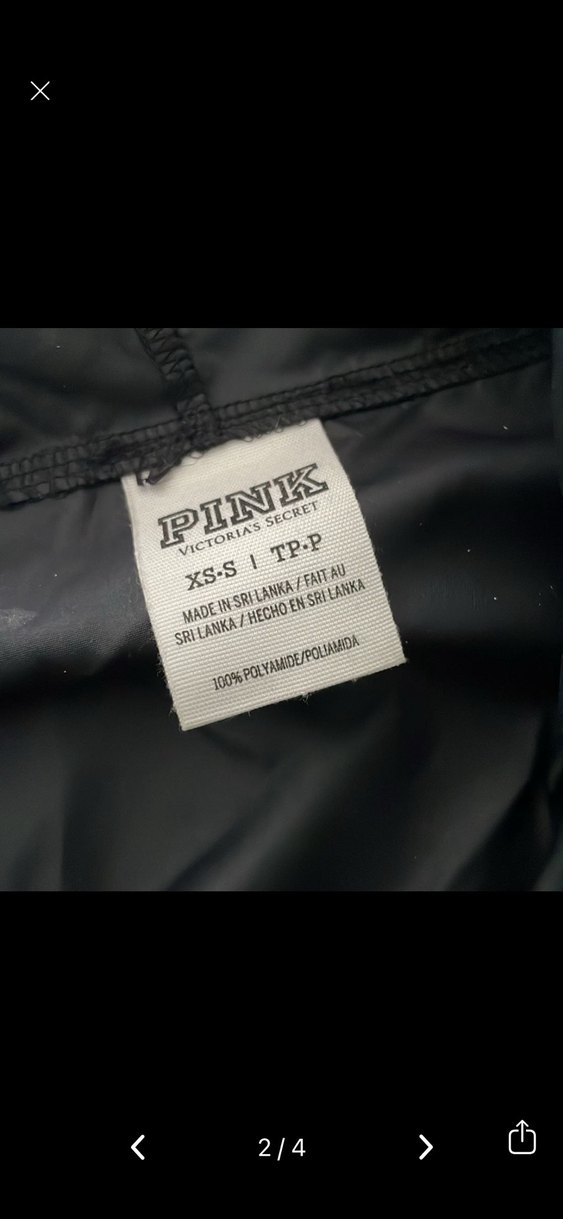 PINK
VICTORIA'S SECRET
XS•S | TP•P
MADE IN SRI LANKA / FAIT AU
SRI LANKA / HECHO EN SRI LANKA
100% POLYAMIDE/POLIAMIDA
2 / 4